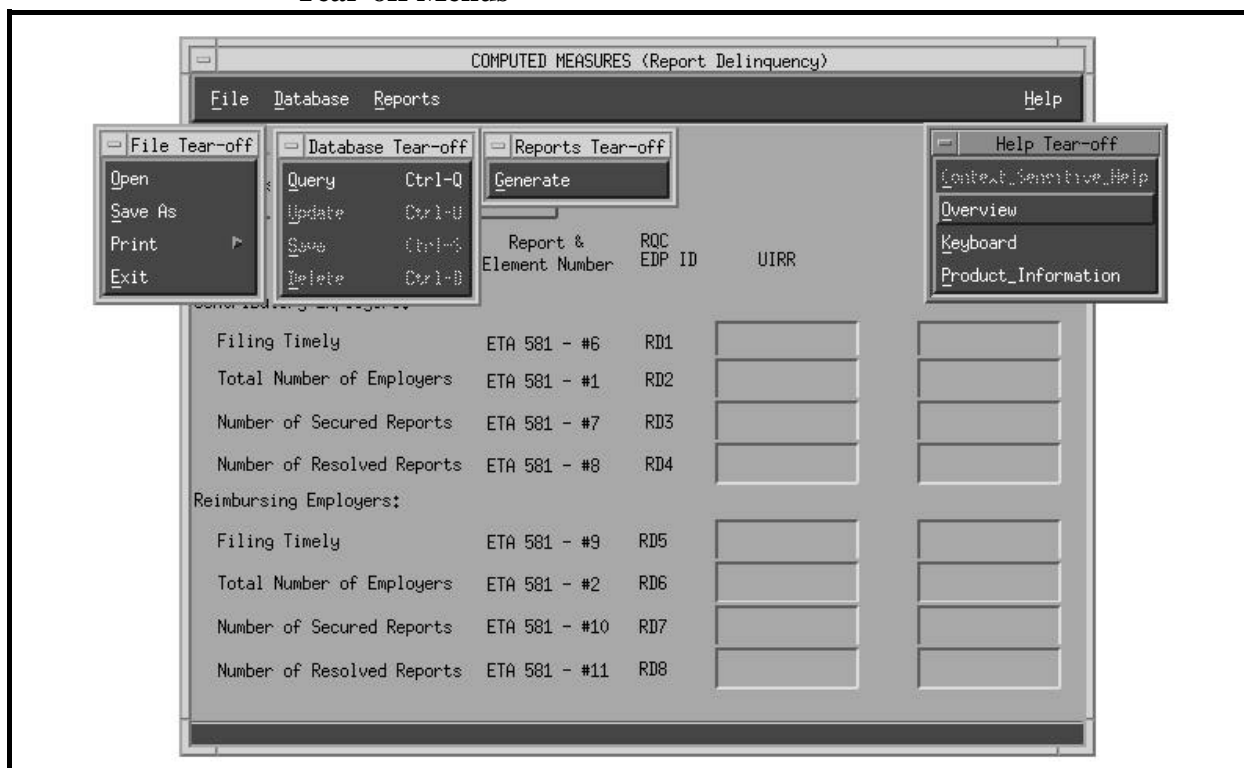 COMPUTED MEASURES (Report Delinquency)
File Database Reports Help
File Tear-off
Open
Save As
Print
Exit
Database Tear-off
Query Ctrl-Q
Update Ctrl-U
Save Ctrl-S
Delete Ctrl-D
Reports Tear-off
Generate
Help Tear-off
Context_Sensitive_Help
Overview
Keyboard
Product_Information
Report & Element Number
RQC EDP ID
UIRR
Filing Timely ETA 581 - #6 RD1
Total Number of Employers ETA 581 - #1 RD2
Number of Secured Reports ETA 581 - #7 RD3
Number of Resolved Reports ETA 581 - #8 RD4
Reimbursing Employers:
Filing Timely ETA 581 - #9 RD5
Total Number of Employers ETA 581 - #2 RD6
Number of Secured Reports ETA 581 - #10 RD7
Number of Resolved Reports ETA 581 - #11 RD8